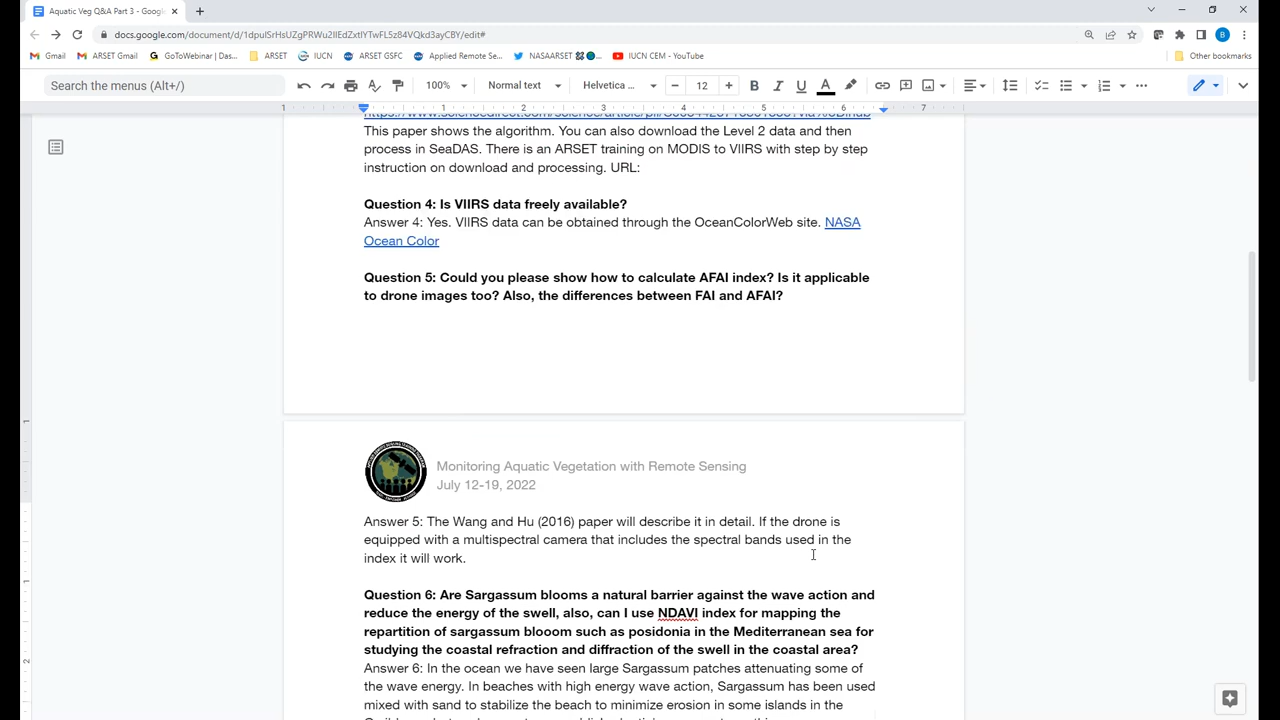 Aquatic Veg Q&A Part 3 - Google
docs.google.com/document/d/1dpulSrHsUZgPRWu2IIEdZxtlYTwFL5z84VQkd3ayCBY/edit#
Gmail ARSET Gmail GoToWebinar | Das... ARSET IUCN ARSET GSFC Applied Remote Se... NASAARSET IUCN CEM - YouTube Other bookmarks
Search the menus (Alt+/) 100% Normal text Helvetica ... 12 B I U A
1 1 2 3 4 5 6 7
This paper shows the algorithm. You can also download the Level 2 data and then
process in SeaDAS. There is an ARSET training on MODIS to VIIRS with step by step
instruction on download and processing. URL:
Question 4: Is VIIRS data freely available?
Answer 4: Yes. VIIRS data can be obtained through the OceanColorWeb site. NASA
Ocean Color
Question 5: Could you please show how to calculate AFAI index? Is it applicable
to drone images too? Also, the differences between FAI and AFAI?
Monitoring Aquatic Vegetation with Remote Sensing
July 12-19, 2022
Answer 5: The Wang and Hu (2016) paper will describe it in detail. If the drone is
equipped with a multispectral camera that includes the spectral bands used in the
index it will work.
Question 6: Are Sargassum blooms a natural barrier against the wave action and
reduce the energy of the swell, also, can I use NDAVI index for mapping the
repartition of sargassum blooom such as posidonia in the Mediterranean sea for
studying the coastal refraction and diffraction of the swell in the coastal area?
Answer 6: In the ocean we have seen large Sargassum patches attenuating some of
the wave energy. In beaches with high energy wave action, Sargassum has been used
mixed with sand to stabilize the beach to minimize erosion in some islands in the